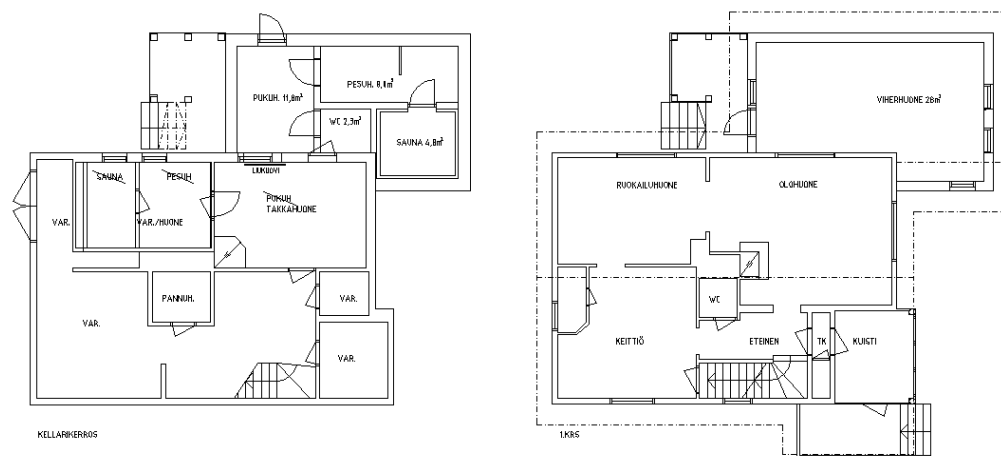 PUKUH. 11,8m²
PESUH. 8,11m²
WC 2,3m²
SAUNA 4,8m²
LIUKUOVI
SAUNA
PESUH
PUKUH
TAKKAHUONE
VAR.
VAR./HUONE
PANNUH.
VAR.
VAR.
VAR.
KELLARIKERROS
VIHERHUONE 28m²
RUOKAILUHUONE
OLOHUONE
WC
KEITTIÖ
ETEINEN
TK
KUISTI
1.KRS